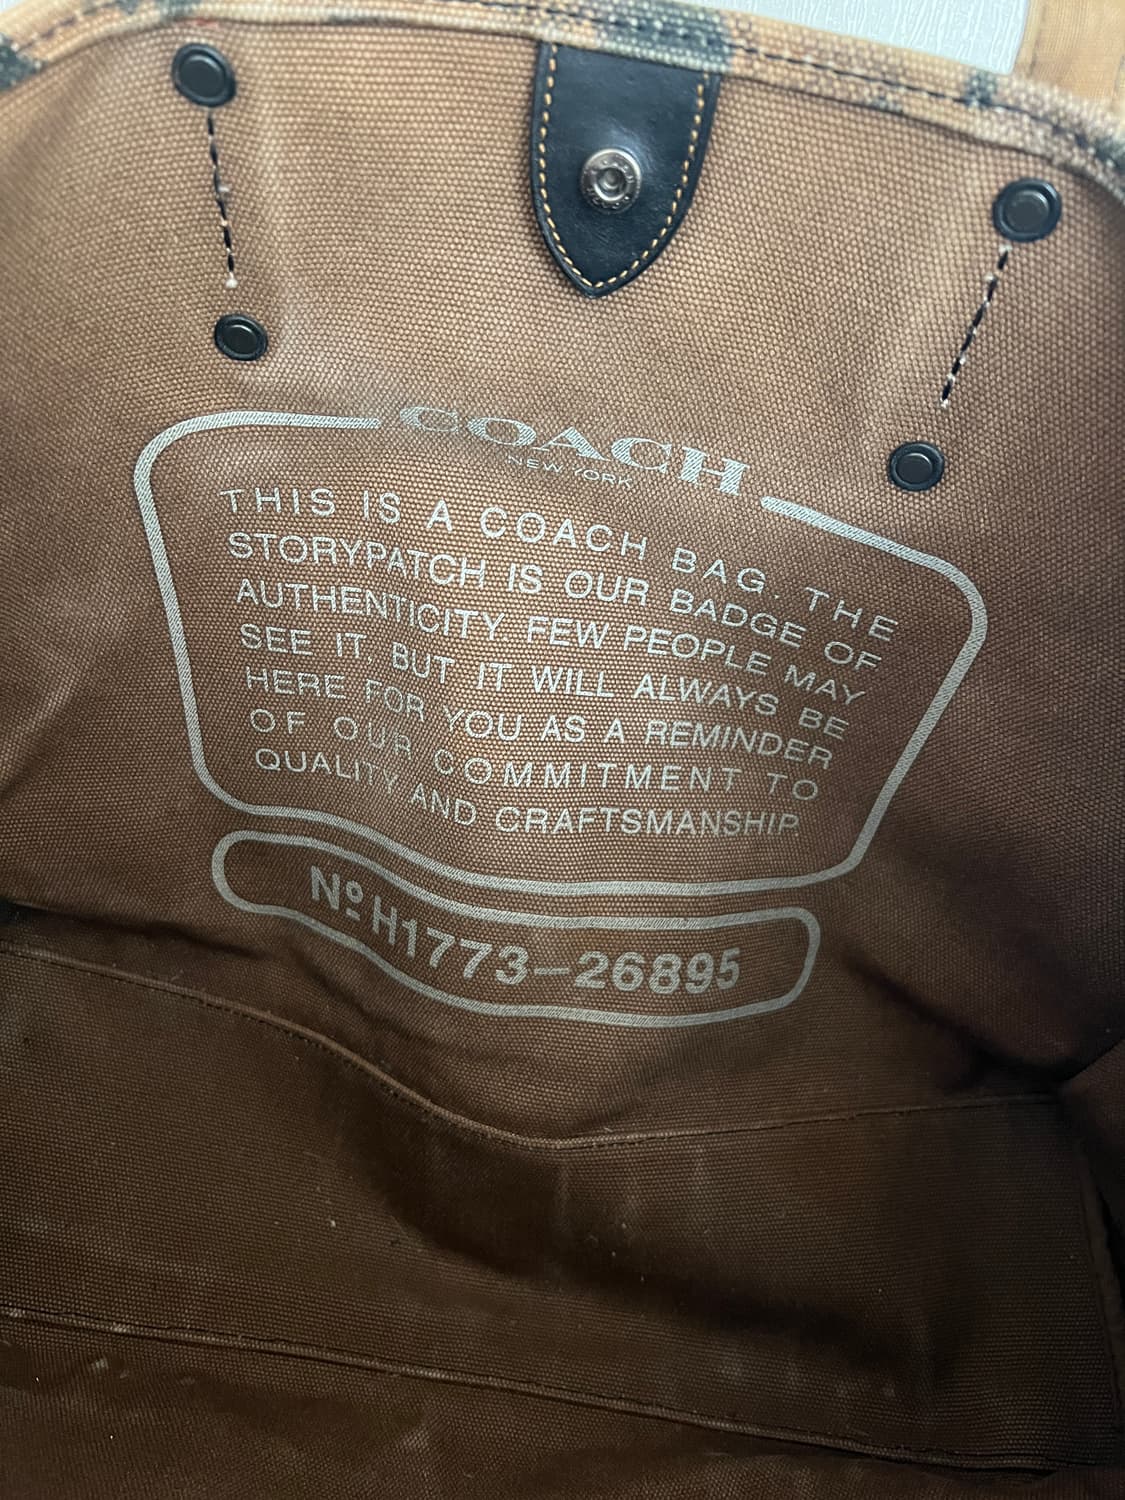 COACH
NEW YORK
THIS IS A COACH BAG. THE
STORYPATCH IS OUR BADGE OF
AUTHENTICITY FEW PEOPLE MAY
SEE IT, BUT IT WILL ALWAYS BE
HERE FOR YOU AS A REMINDER
OF OUR COMMITMENT TO
QUALITY AND CRAFTSMANSHIP.
Nº H1773-26895